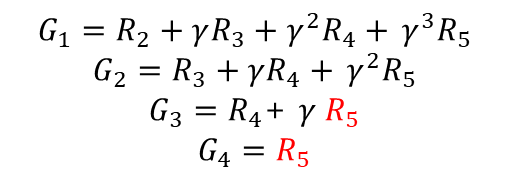 G₁ = R₂ + γR₃ + γ²R₄ + γ³R₅
G₂ = R₃ + γR₄ + γ²R₅
G₃ = R₄ + γ R₅
G₄ = R₅